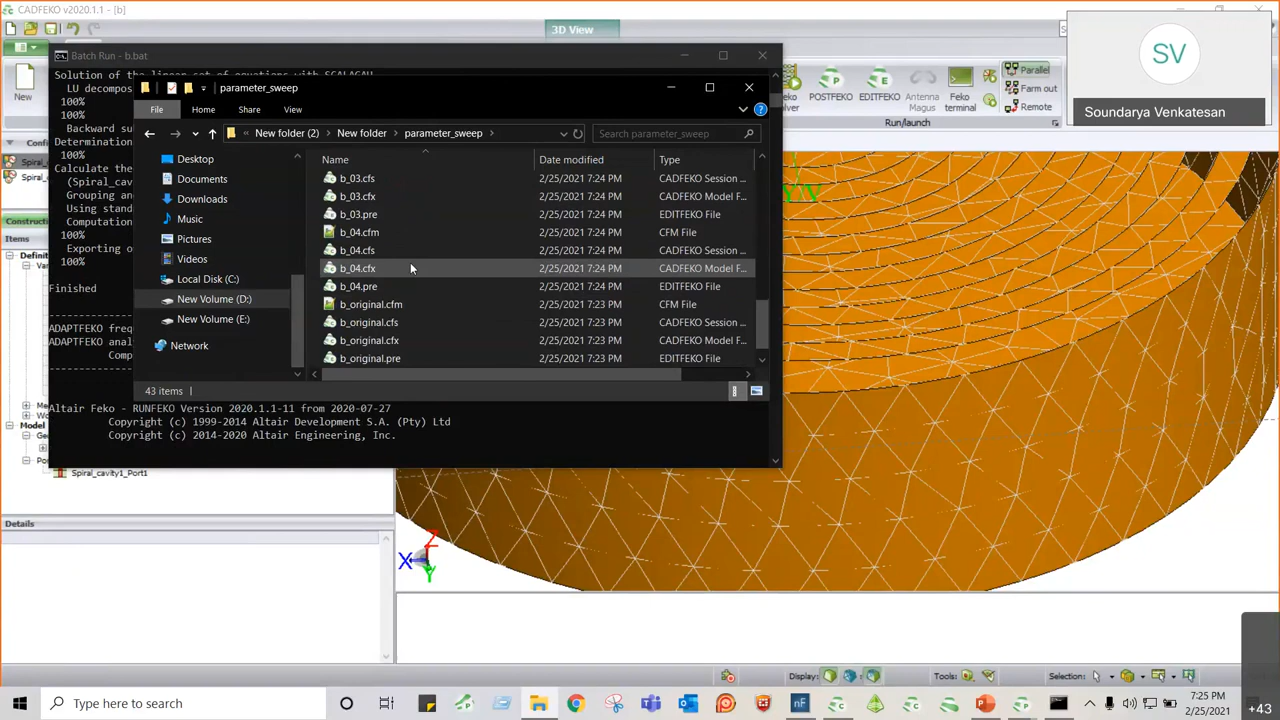 CADFEKO v2020.1.1 - [b]
3D View
Batch Run - b.bat
Solution of the linear set of equations with SCALAGAU
LU decompos
100%
Backward su
100%
Determination
100%
Calculate the
(Spiral_cav
Grouping an
Using stand
Computation
100%
Exporting o
100%
Finished
ADAPTFEKO freq
ADAPTFEKO anal
Comp
Altair Feko - RUNFEKO Version 2020.1.1-11 from 2020-07-27
Copyright (c) 1999-2014 Altair Development S.A. (Pty) Ltd
Copyright (c) 2014-2020 Altair Engineering, Inc.
parameter_sweep
File Home Share View
New folder (2) New folder parameter_sweep
Search parameter_sweep
Desktop
Documents
Downloads
Music
Pictures
Videos
Local Disk (C:)
New Volume (D:)
New Volume (E:)
Network
Name Date modified Type
b_03.cfs 2/25/2021 7:24 PM CADFEKO Session ...
b_03.cfx 2/25/2021 7:24 PM CADFEKO Model F...
b_03.pre 2/25/2021 7:24 PM EDITFEKO File
b_04.cfm 2/25/2021 7:24 PM CFM File
b_04.cfs 2/25/2021 7:24 PM CADFEKO Session ...
b_04.cfx 2/25/2021 7:24 PM CADFEKO Model F...
b_04.pre 2/25/2021 7:24 PM EDITFEKO File
b_original.cfm 2/25/2021 7:23 PM CFM File
b_original.cfs 2/25/2021 7:23 PM CADFEKO Session ...
b_original.cfx 2/25/2021 7:23 PM CADFEKO Model F...
b_original.pre 2/25/2021 7:23 PM EDITFEKO File
43 items
New
POSTFEKO
EDITFEKO
Antenna
Magus
Feko
terminal
Parallel
Farm out
Remote
Run/launch
SV
Soundarya Venkatesan
Items
Spiral_cavity1_Port1
Details
X
Y
Display:
Tools:
Selection:
Type here to search
7:25 PM
2/25/2021
+43